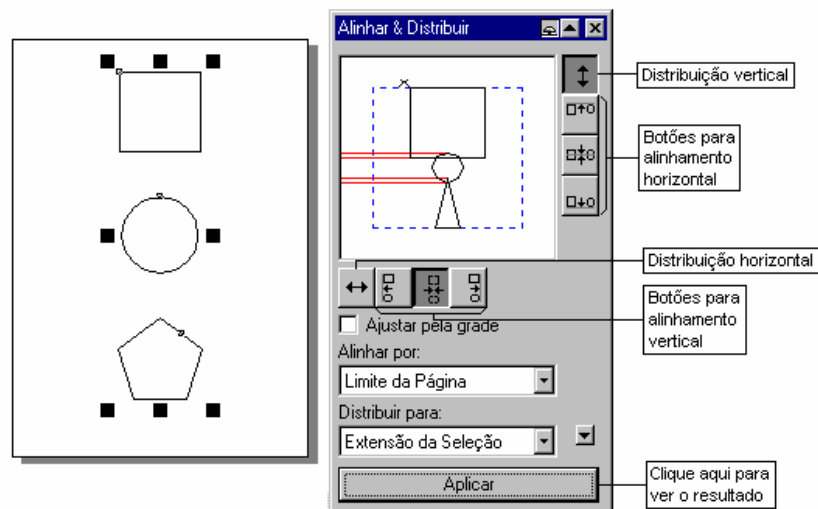 Alinhar & Distribuir
Distribuição vertical
Botões para
alinhamento
horizontal
Distribuição horizontal
Botões para
alinhamento
vertical
Ajustar pela grade
Alinhar por:
Limite da Página
Distribuir para:
Extensão da Seleção
Aplicar
Clique aqui para
ver o resultado